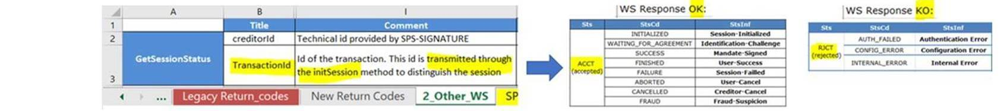 A B I
1 Title Comment
2 creditorId Technical id provided by SPS-SIGNATURE
GetSessionStatus
3 TransactionId Id of the transaction. This id is transmitted through
the initSession method to distinguish the session
... Legacy Return_codes New Return Codes 2_Other_WS SP
WS Response OK:
Sts StsCd StsInf
ACCT
(accepted)
INITIALIZED Session-Initialized
WAITING_FOR_AGREEMENT Identification-Challenge
SUCCESS Mandate-Signed
FINISHED User-Success
FAILURE Session-Failled
ABORTED User-Cancel
CANCELLED Creditor-Cancel
FRAUD Fraud-Suspicion
WS Response KO:
Sts StsCd StsInf
RJCT
(rejected)
AUTH_FAILED Authentication Error
CONFIG_ERROR Configuration Error
INTERNAL_ERROR Internal Error